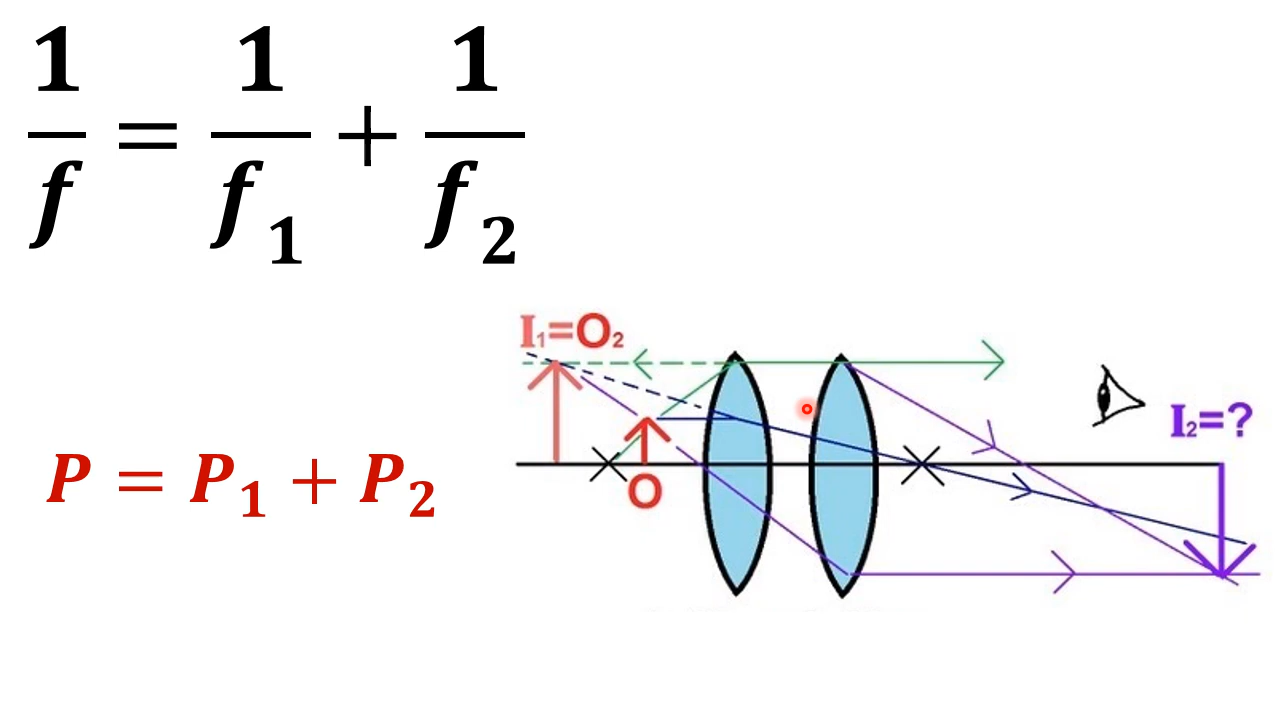 1/f = 1/f₁ + 1/f₂
P = P₁ + P₂
I₁=O₂
O
I₂=?